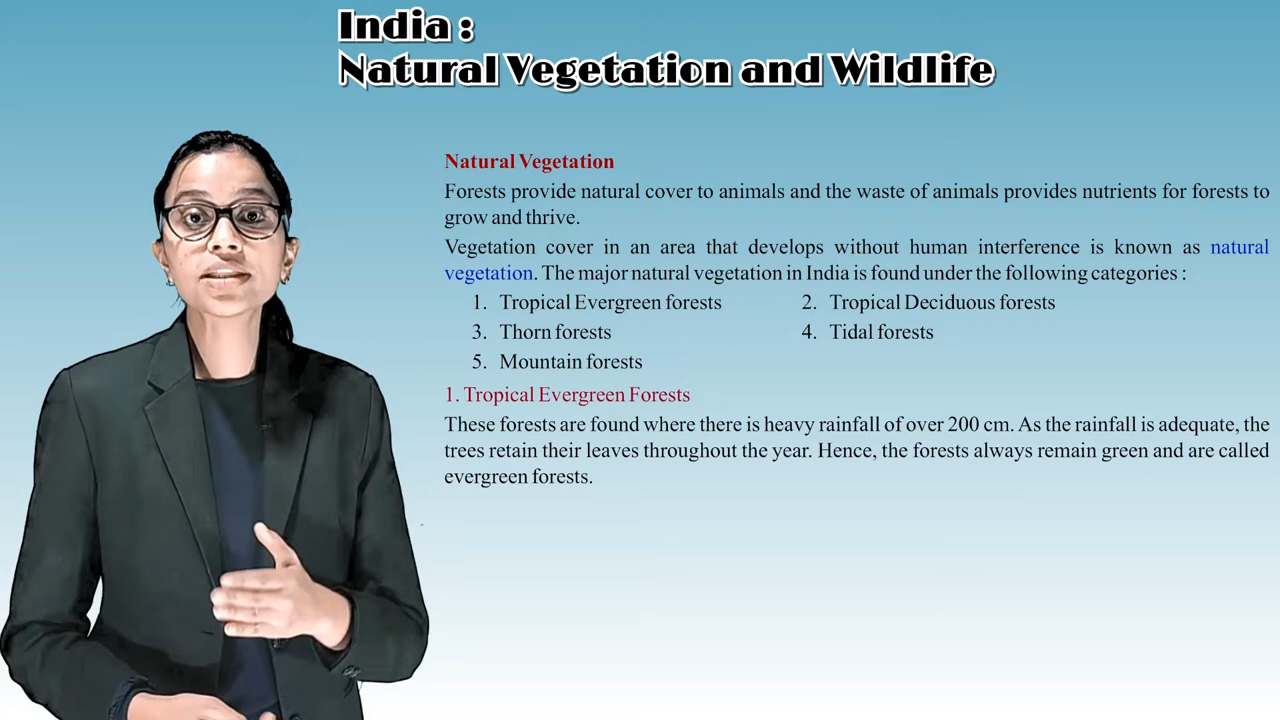 India :
Natural Vegetation and Wildlife
Natural Vegetation
Forests provide natural cover to animals and the waste of animals provides nutrients for forests to
grow and thrive.
Vegetation cover in an area that develops without human interference is known as natural
vegetation. The major natural vegetation in India is found under the following categories :
1. Tropical Evergreen forests 2. Tropical Deciduous forests
3. Thorn forests 4. Tidal forests
5. Mountain forests
1. Tropical Evergreen Forests
These forests are found where there is heavy rainfall of over 200 cm. As the rainfall is adequate, the
trees retain their leaves throughout the year. Hence, the forests always remain green and are called
evergreen forests.